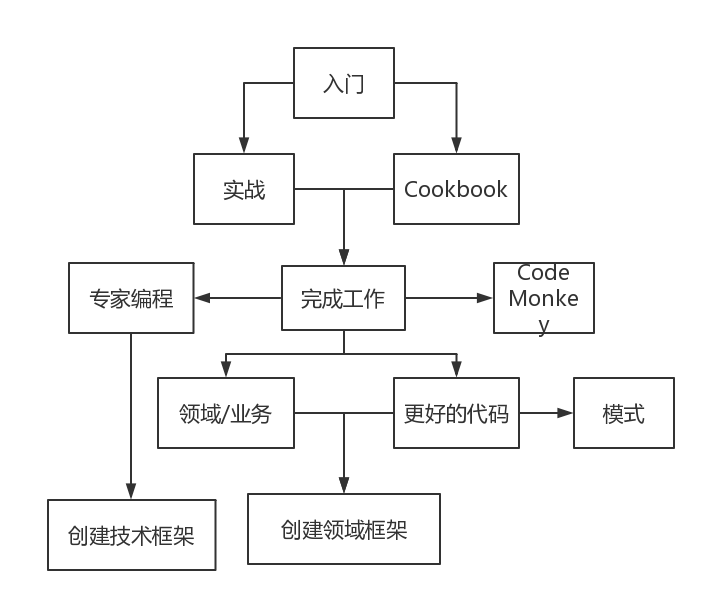 入门
实战
Cookbook
专家编程
完成工作
Code
Monke
y
领域/业务
更好的代码
模式
创建技术框架
创建领域框架